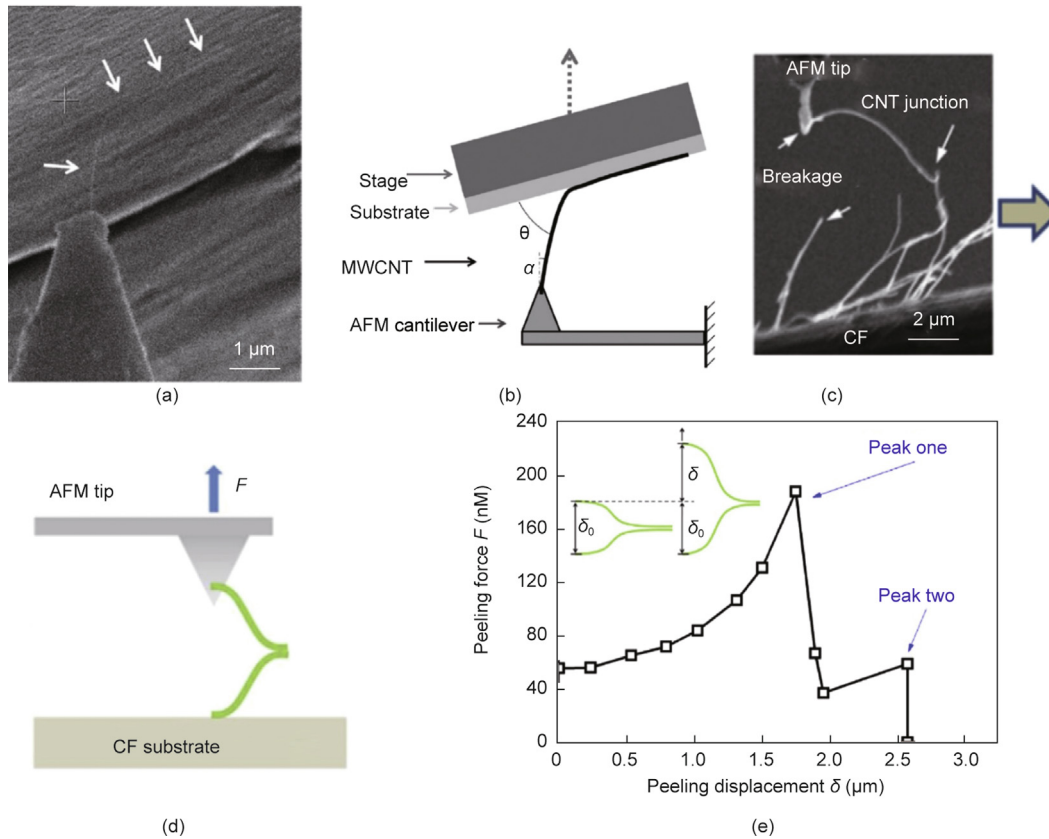 1 μm
(a)
Stage
Substrate
θ
α
MWCNT
AFM cantilever
(b)
AFM tip
CNT junction
Breakage
CF
2 μm
(c)
AFM tip
F
CF substrate
(d)
240
200
160
120
80
40
0
Peeling force F (nM)
δ₀
δ
δ₀
Peak one
Peak two
0 0.5 1.0 1.5 2.0 2.5 3.0
Peeling displacement δ (μm)
(e)